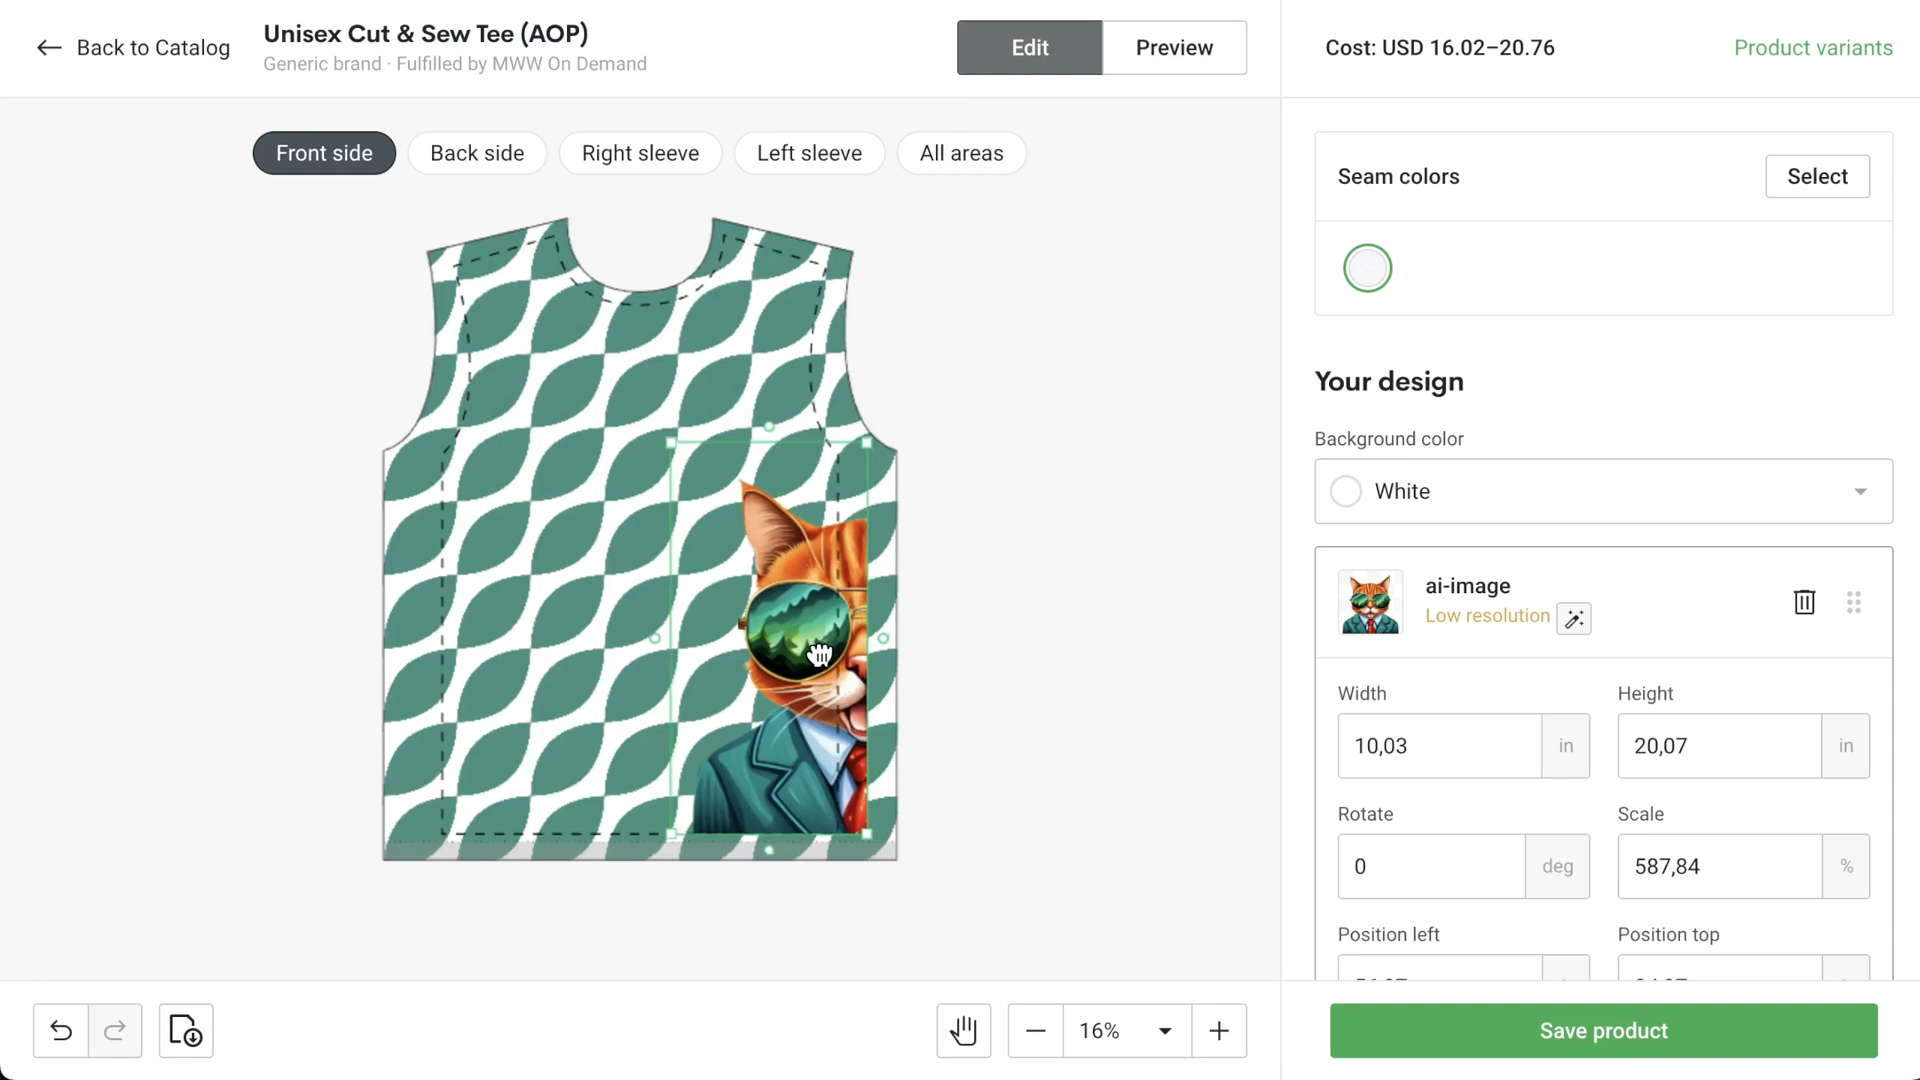 Back to Catalog
Unisex Cut & Sew Tee (AOP)
Generic brand · Fulfilled by MWW On Demand
Edit
Preview
Cost: USD 16.02–20.76
Product variants
Front side
Back side
Right sleeve
Left sleeve
All areas
Seam colors
Select
Your design
Background color
White
ai-image
Low resolution
Width
Height
10,03
in
20,07
in
Rotate
Scale
0
deg
587,84
%
Position left
Position top
16%
Save product